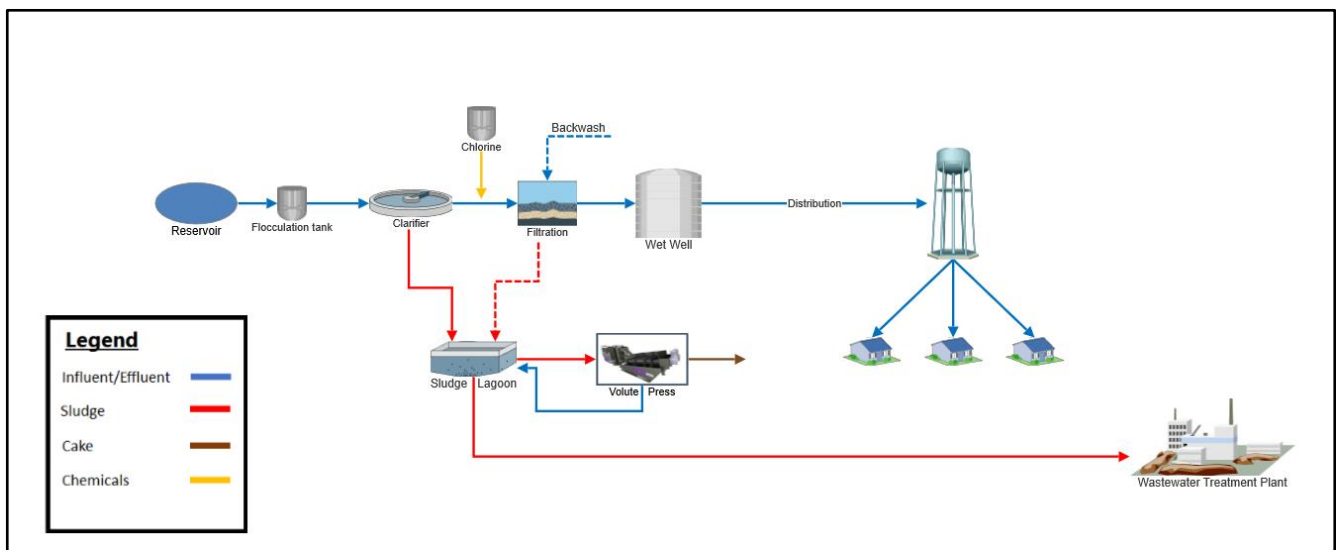 Backwash
Chlorine
Reservoir
Flocculation tank
Clarifier
Filtration
Wet Well
Distribution
Sludge Lagoon
Volute Press
Wastewater Treatment Plant
Legend
Influent/Effluent
Sludge
Cake
Chemicals